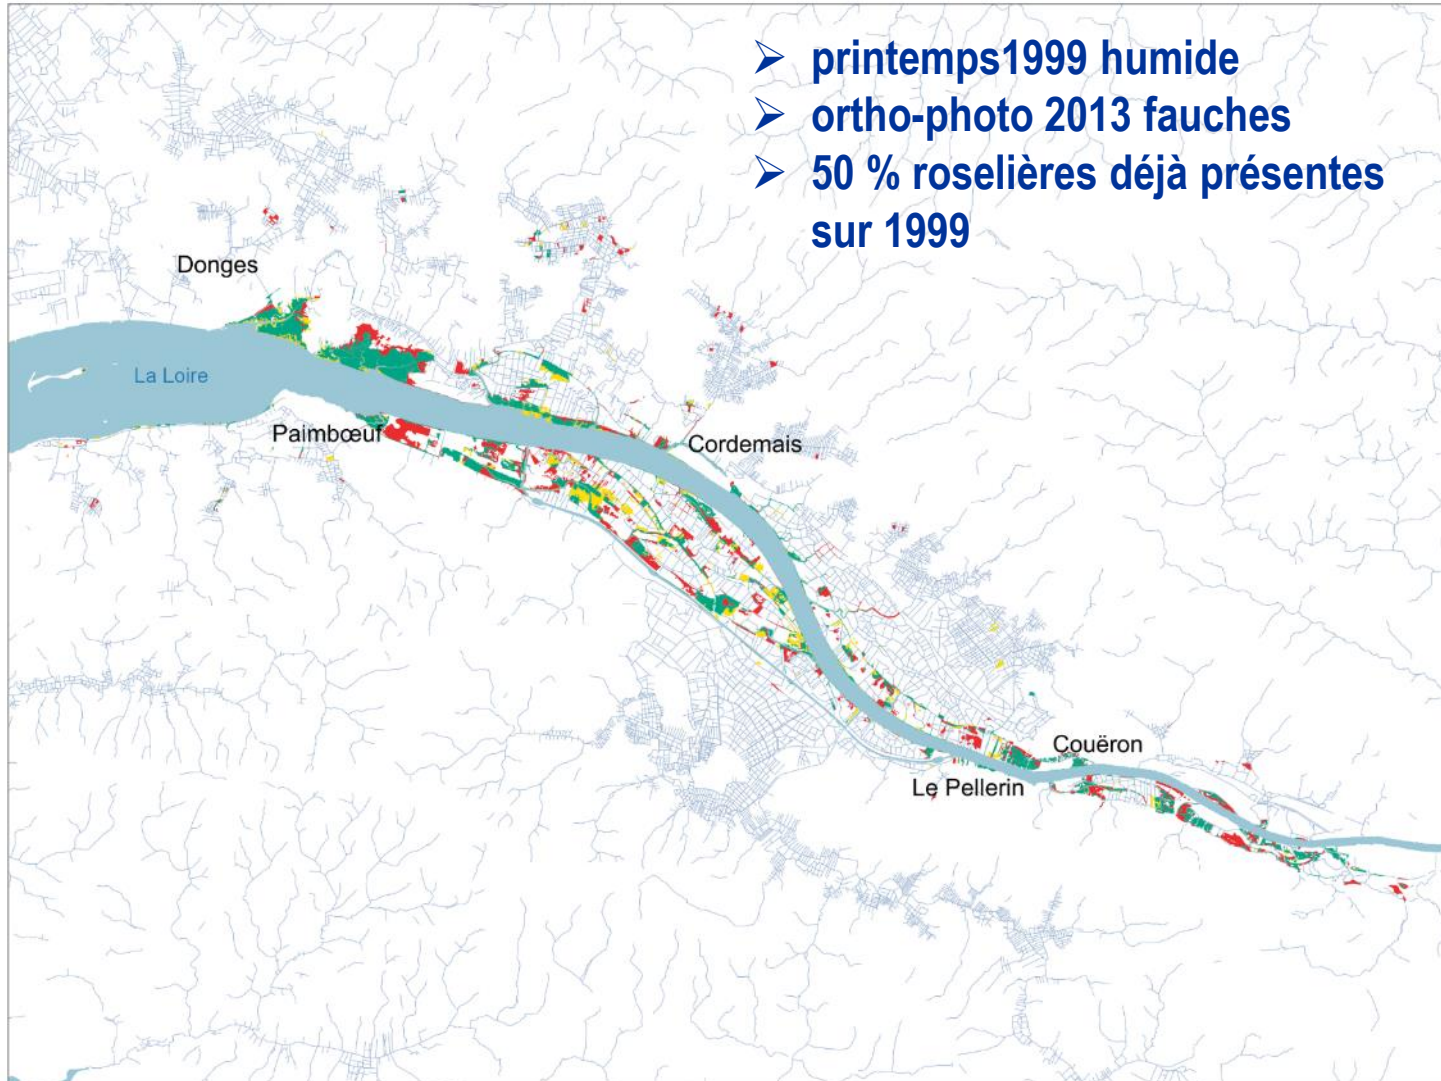 ➢ printemps1999 humide
➢ ortho-photo 2013 fauches
➢ 50 % roselières déjà présentes
sur 1999
Donges
La Loire
Paimbœuf
Cordemais
Couëron
Le Pellerin